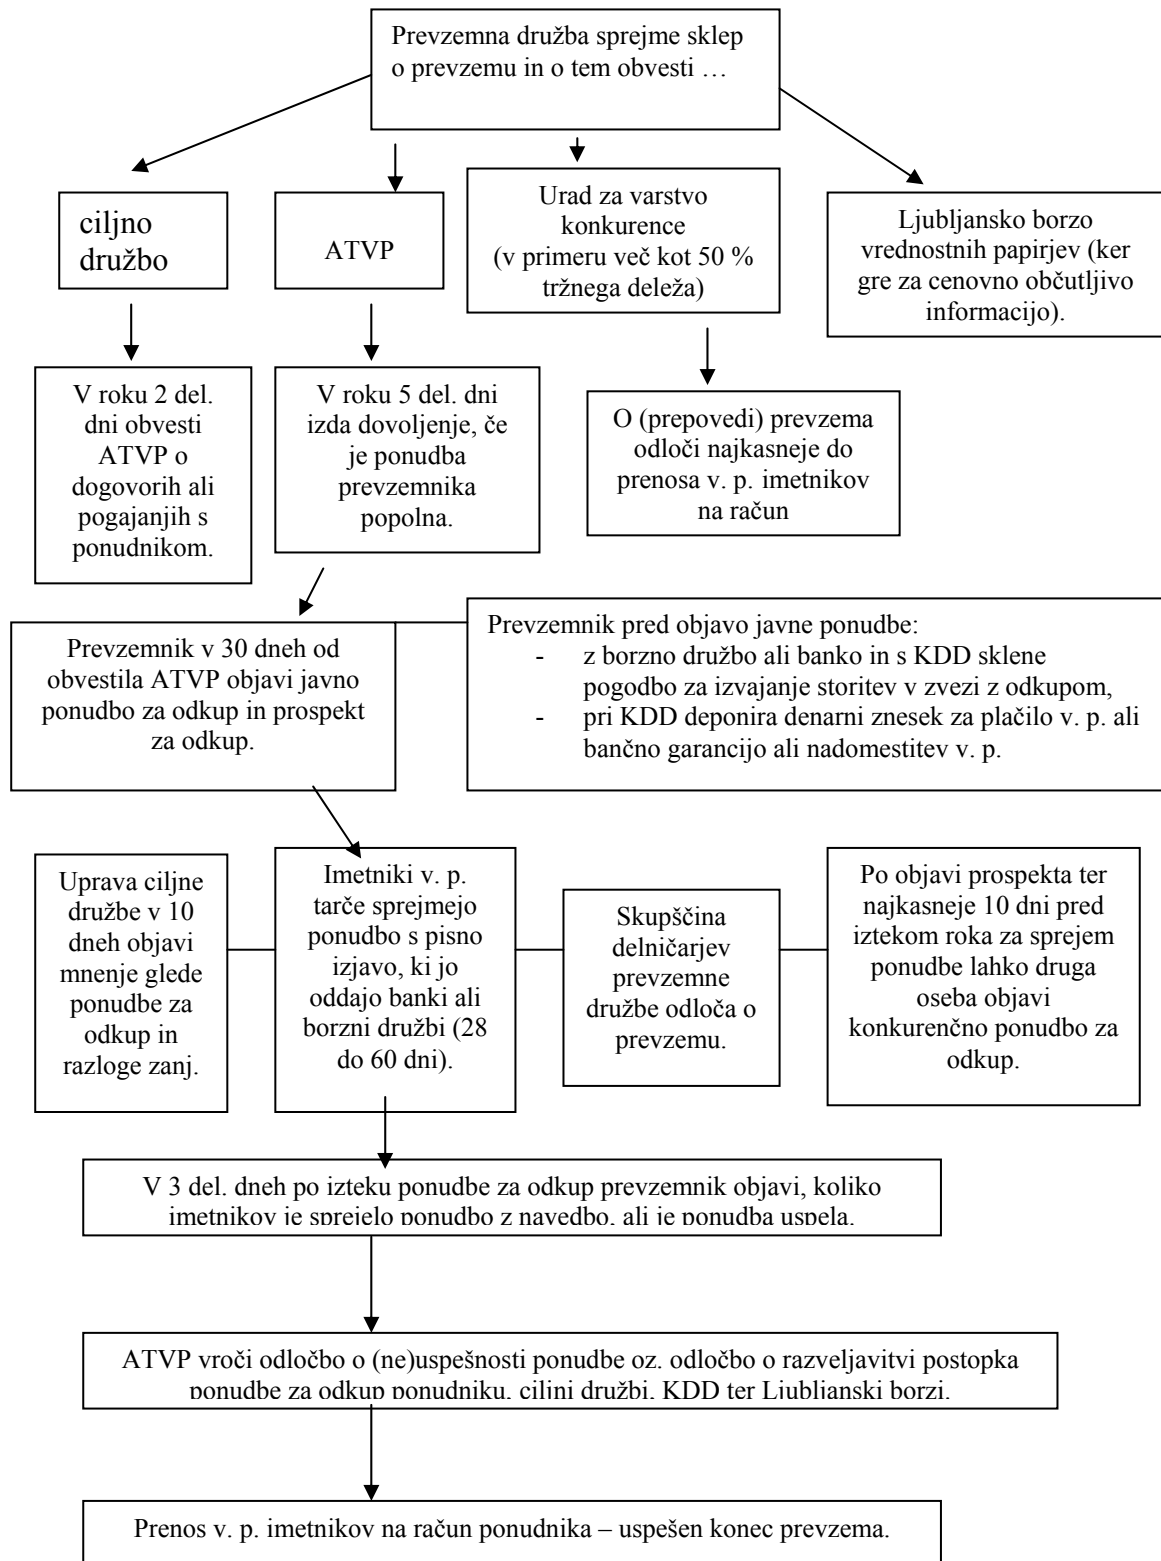 Prevzemna družba sprejme sklep
o prevzemu in o tem obvesti …
ciljno
družbo
ATVP
Urad za varstvo
konkurence
(v primeru več kot 50 %
tržnega deleža)
Ljubljansko borzo
vrednostnih papirjev (ker
gre za cenovno občutljivo
informacijo).
V roku 2 del.
dni obvesti
ATVP o
dogovorih ali
pogajanjih s
ponudnikom.
V roku 5 del. dni
izda dovoljenje, če
je ponudba
prevzemnika
popolna.
O (prepovedi) prevzema
odloči najkasneje do
prenosa v. p. imetnikov
na račun
Prevzemnik v 30 dneh od
obvestila ATVP objavi javno
ponudbo za odkup in prospekt
za odkup.
Prevzemnik pred objavo javne ponudbe:
- z borzno družbo ali banko in s KDD sklene
pogodbo za izvajanje storitev v zvezi z odkupom,
- pri KDD deponira denarni znesek za plačilo v. p. ali
bančno garancijo ali nadomestitev v. p.
Uprava ciljne
družbe v 10
dneh objavi
mnenje glede
ponudbe za
odkup in
razloge zanj.
Imetniki v. p.
tarče sprejmejo
ponudbo s pisno
izjavo, ki jo
oddajo banki ali
borzni družbi (28
do 60 dni).
Skupščina
delničarjev
prevzemne
družbe odloča o
prevzemu.
Po objavi prospekta ter
najkasneje 10 dni pred
iztekom roka za sprejem
ponudbe lahko druga
oseba objavi
konkurenčno ponudbo za
odkup.
V 3 del. dneh po izteku ponudbe za odkup prevzemnik objavi, koliko
imetnikov je sprejelo ponudbo z navedbo, ali je ponudba uspela.
ATVP vroči odločbo o (ne)uspešnosti ponudbe oz. odločbo o razveljavitvi postopka
ponudbe za odkup ponudniku, ciljni družbi, KDD ter Ljubljanski borzi.
Prenos v. p. imetnikov na račun ponudnika – uspešen konec prevzema.